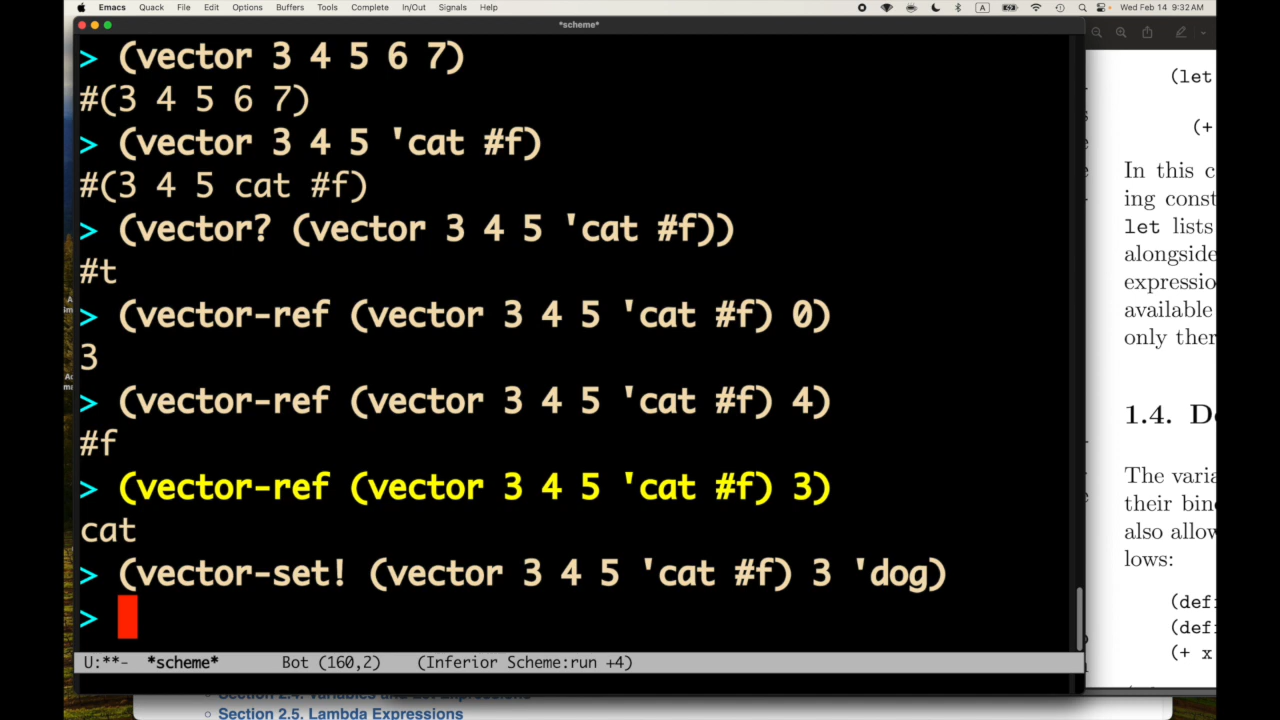 Emacs Quack File Edit Options Buffers Tools Complete In/Out Signals Help
A
Wed Feb 14 9:32 AM
*scheme*
> (vector 3 4 5 6 7)
#(3 4 5 6 7)
> (vector 3 4 5 'cat #f)
#(3 4 5 cat #f)
> (vector? (vector 3 4 5 'cat #f))
#t
> (vector-ref (vector 3 4 5 'cat #f) 0)
3
> (vector-ref (vector 3 4 5 'cat #f) 4)
#f
> (vector-ref (vector 3 4 5 'cat #f) 3)
cat
> (vector-set! (vector 3 4 5 'cat #f) 3 'dog)
>
U:**- *scheme* Bot (160,2) (Inferior Scheme:run +4)
(let
(+
In this c
ing const
let lists
alongside
expressio
available
only ther
1.4. D
The varia
their bind
also allow
lows:
(def
(def
(+ x
Section 2.5. Lambda Expressions